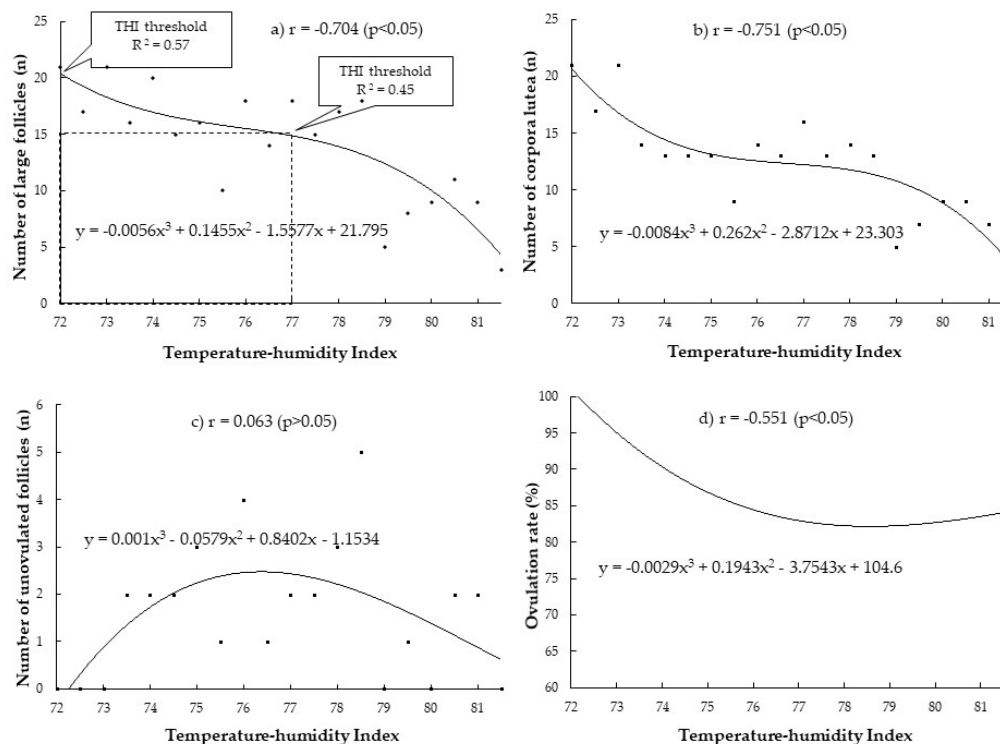 a) r = -0.704 (p<0.05)
THI threshold
R² = 0.57
THI threshold
R² = 0.45
y = -0.0056x³ + 0.1455x² - 1.5577x + 21.795
Number of large follicles (n)
25
20
15
10
5
0
72 73 74 75 76 77 78 79 80 81
Temperature-humidity Index
b) r = -0.751 (p<0.05)
y = -0.0084x³ + 0.262x² - 2.8712x + 23.303
Number of corpora lutea (n)
25
20
15
10
5
0
72 73 74 75 76 77 78 79 80 81
Temperature-humidity Index
c) r = 0.063 (p>0.05)
y = 0.001x³ - 0.0579x² + 0.8402x - 1.1534
Number of unovulated follicles (n)
6
5
4
3
2
1
0
72 73 74 75 76 77 78 79 80 81
Temperature-humidity Index
d) r = -0.551 (p<0.05)
y = -0.0029x³ + 0.1943x² - 3.7543x + 104.6
Ovulation rate (%)
100
95
90
85
80
75
70
65
60
72 73 74 75 76 77 78 79 80 81
Temperature-humidity Index